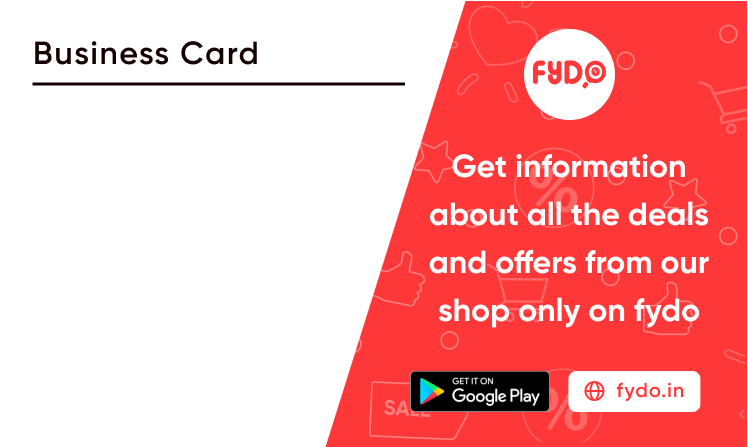 Business Card
FYDO
Get information
about all the deals
and offers from our
shop only on fydo
GET IT ON
Google Play
fydo.in
SALE
%
%